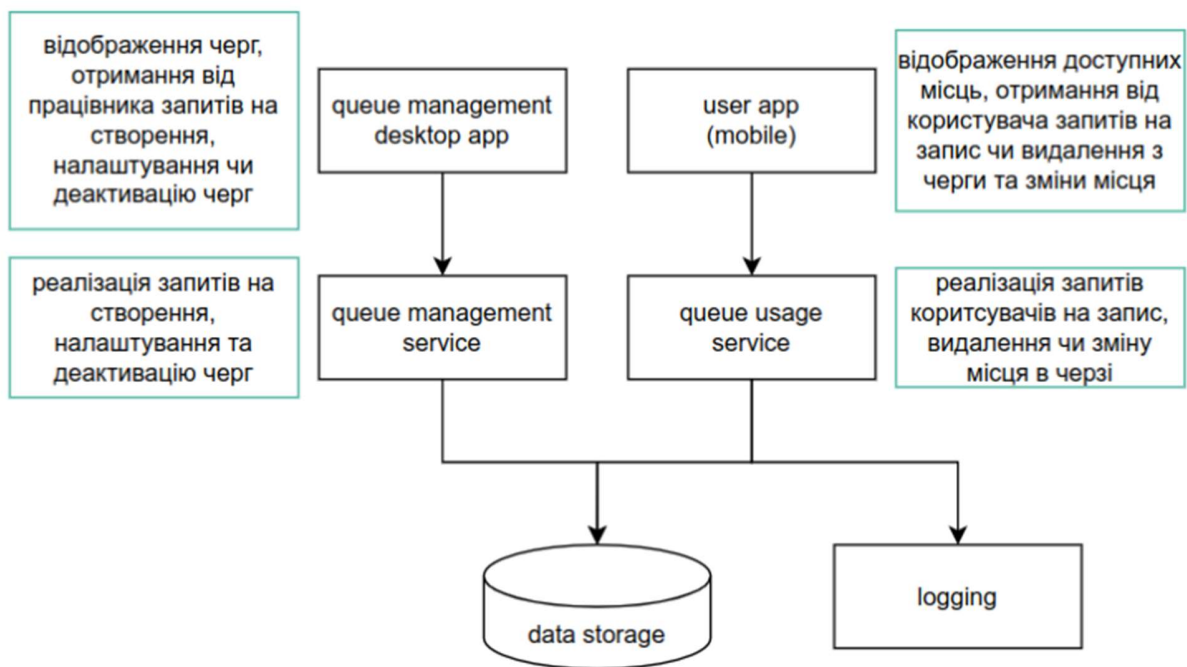 відображення черг,
отримання від
працівника запитів на
створення,
налаштування чи
деактивацію черг
queue management
desktop app
user app
(mobile)
відображення доступних
місць, отримання від
користувача запитів на
запис чи видалення з
черги та зміни місця
реалізація запитів на
створення,
налаштування та
деактивацію черг
queue management
service
queue usage
service
реалізація запитів
коритсувачів на запис,
видалення чи зміну
місця в черзі
data storage
logging